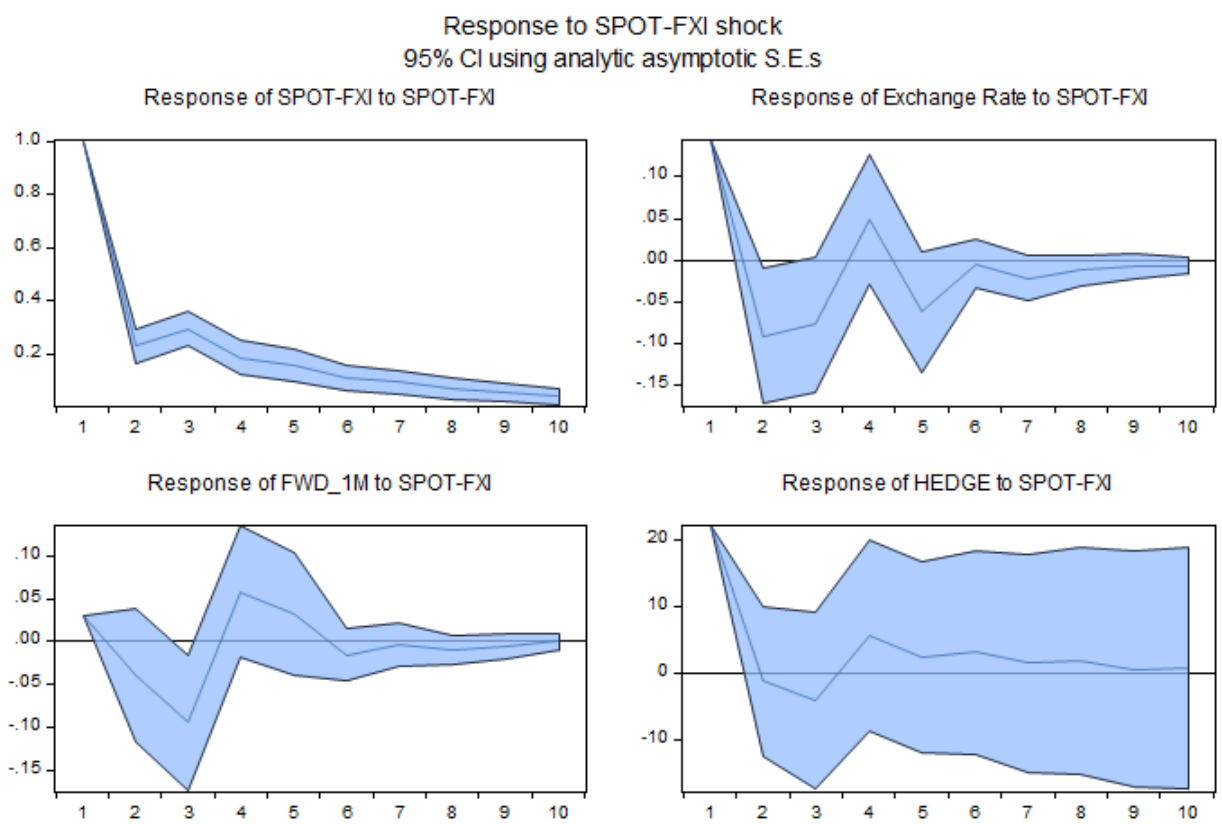 Response to SPOT-FXI shock
95% CI using analytic asymptotic S.E.s
Response of SPOT-FXI to SPOT-FXI
1.0
0.8
0.6
0.4
0.2
1 2 3 4 5 6 7 8 9 10
Response of Exchange Rate to SPOT-FXI
.10
.05
.00
-.05
-.10
-.15
1 2 3 4 5 6 7 8 9 10
Response of FWD_1M to SPOT-FXI
.10
.05
.00
-.05
-.10
-.15
1 2 3 4 5 6 7 8 9 10
Response of HEDGE to SPOT-FXI
20
10
0
-10
1 2 3 4 5 6 7 8 9 10